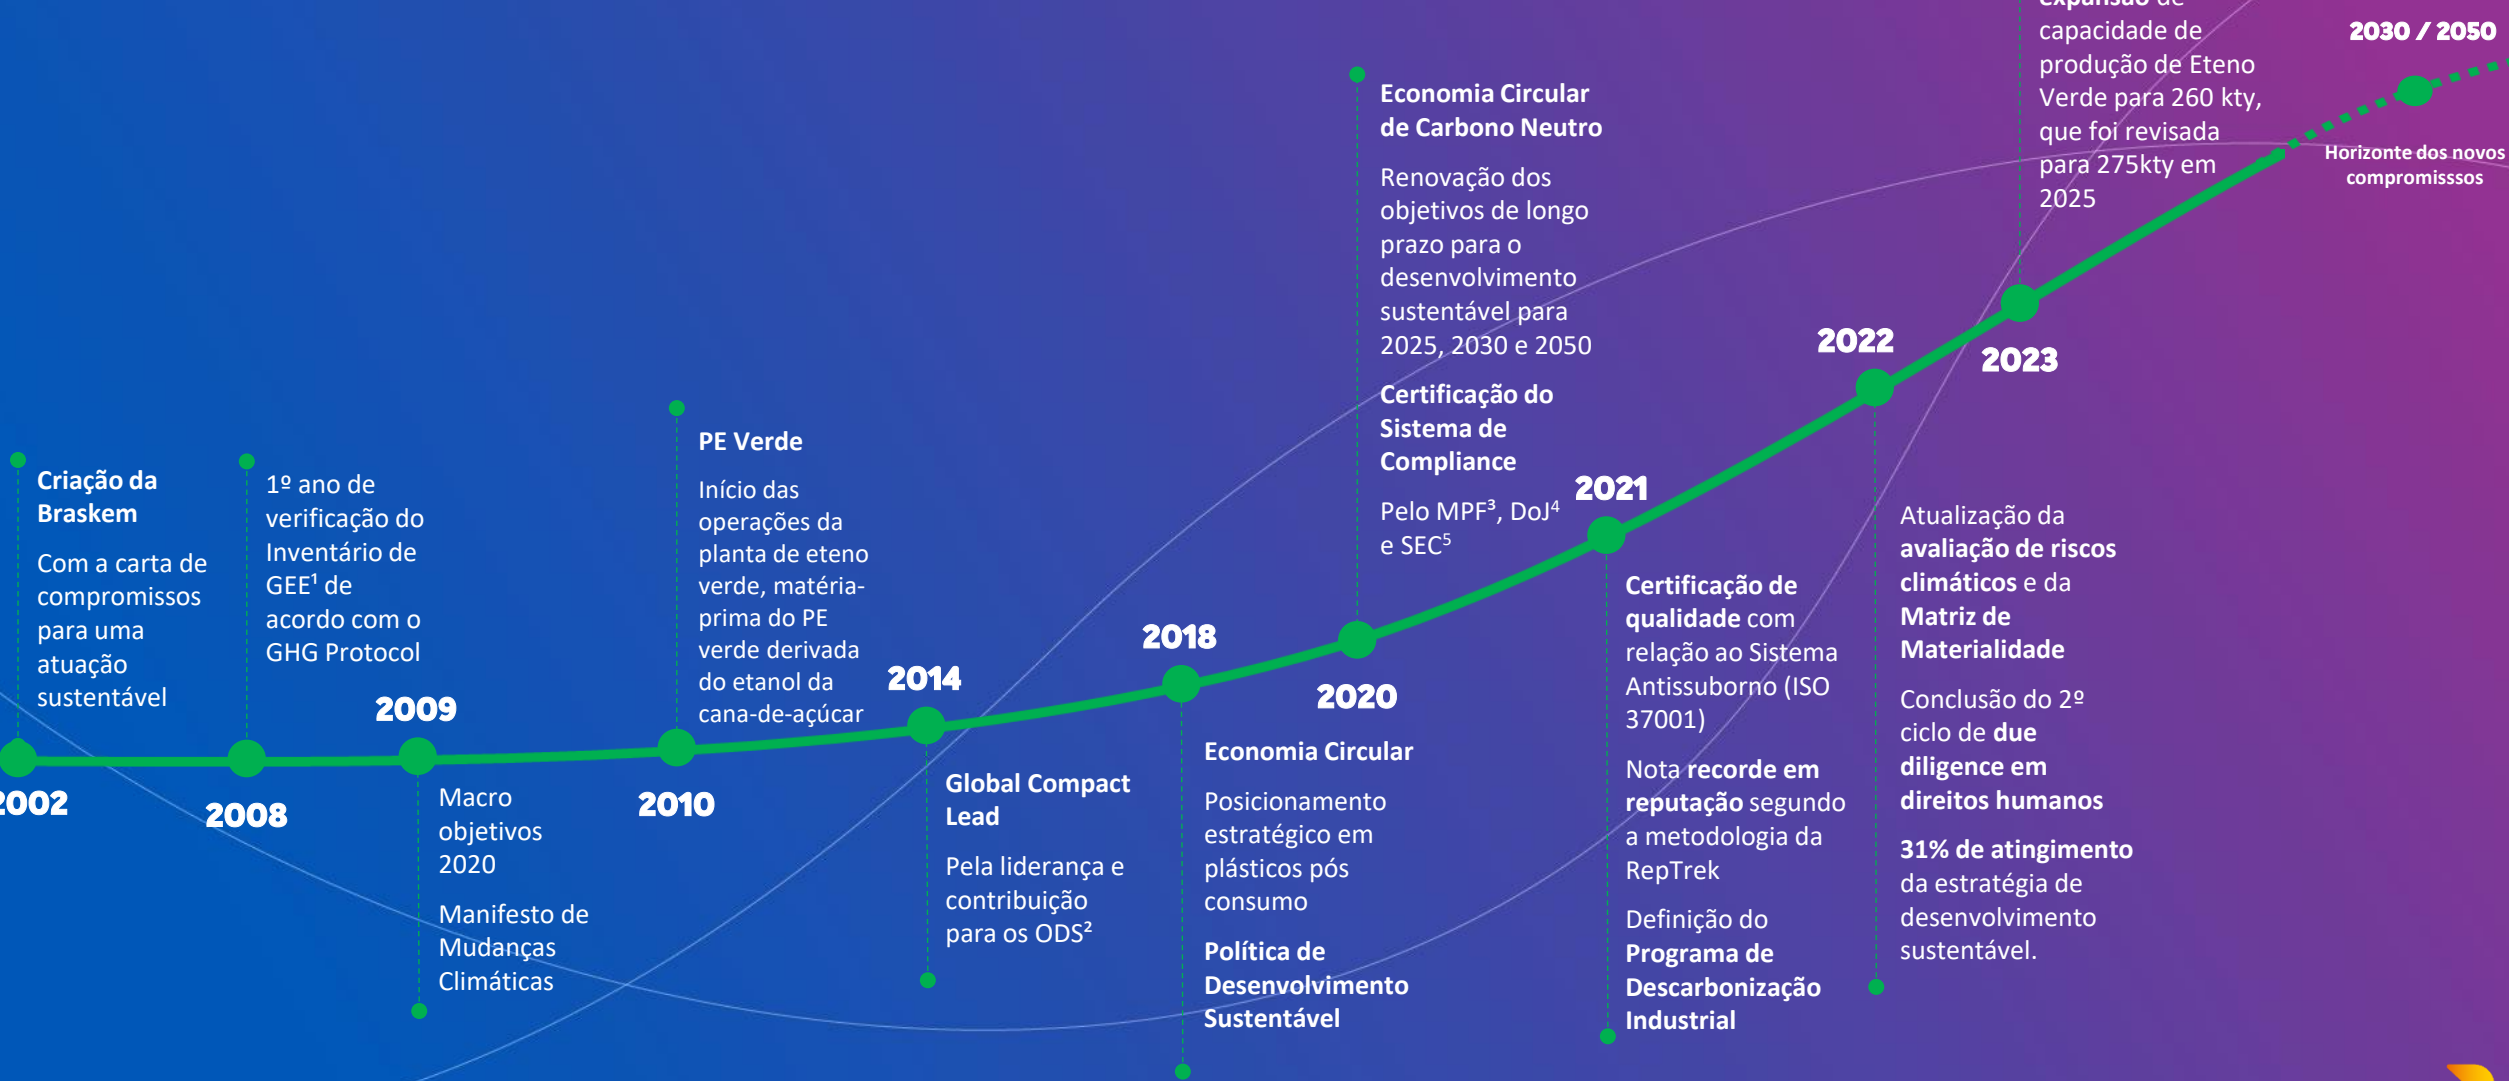 Criação da
Braskem
Com a carta de
compromissos
para uma
atuação
sustentável
2002
1º ano de
verificação do
Inventário de
GEE¹ de
acordo com o
GHG Protocol
2008
2009
Macro
objetivos
2020
Manifesto de
Mudanças
Climáticas
PE Verde
Início das
operações da
planta de eteno
verde, matéria-
prima do PE
verde derivada
do etanol da
cana-de-açúcar
2010
2014
Global Compact
Lead
Pela liderança e
contribuição
para os ODS²
2018
Economia Circular
Posicionamento
estratégico em
plásticos pós
consumo
Política de
Desenvolvimento
Sustentável
Economia Circular
de Carbono Neutro
Renovação dos
objetivos de longo
prazo para o
desenvolvimento
sustentável para
2025, 2030 e 2050
Certificação do
Sistema de
Compliance
Pelo MPF³, DoJ⁴
e SEC⁵
2020
2021
Certificação de
qualidade com
relação ao Sistema
Antissuborno (ISO
37001)
Nota recorde em
reputação segundo
a metodologia da
RepTrek
Definição do
Programa de
Descarbonização
Industrial
2022
Atualização da
avaliação de riscos
climáticos e da
Matriz de
Materialidade
Conclusão do 2º
ciclo de due
diligence em
direitos humanos
31% de atingimento
da estratégia de
desenvolvimento
sustentável.
expansão de
capacidade de
produção de Eteno
Verde para 260 kty,
que foi revisada
para 275kty em
2025
2023
2030 / 2050
Horizonte dos novos
compromisssos